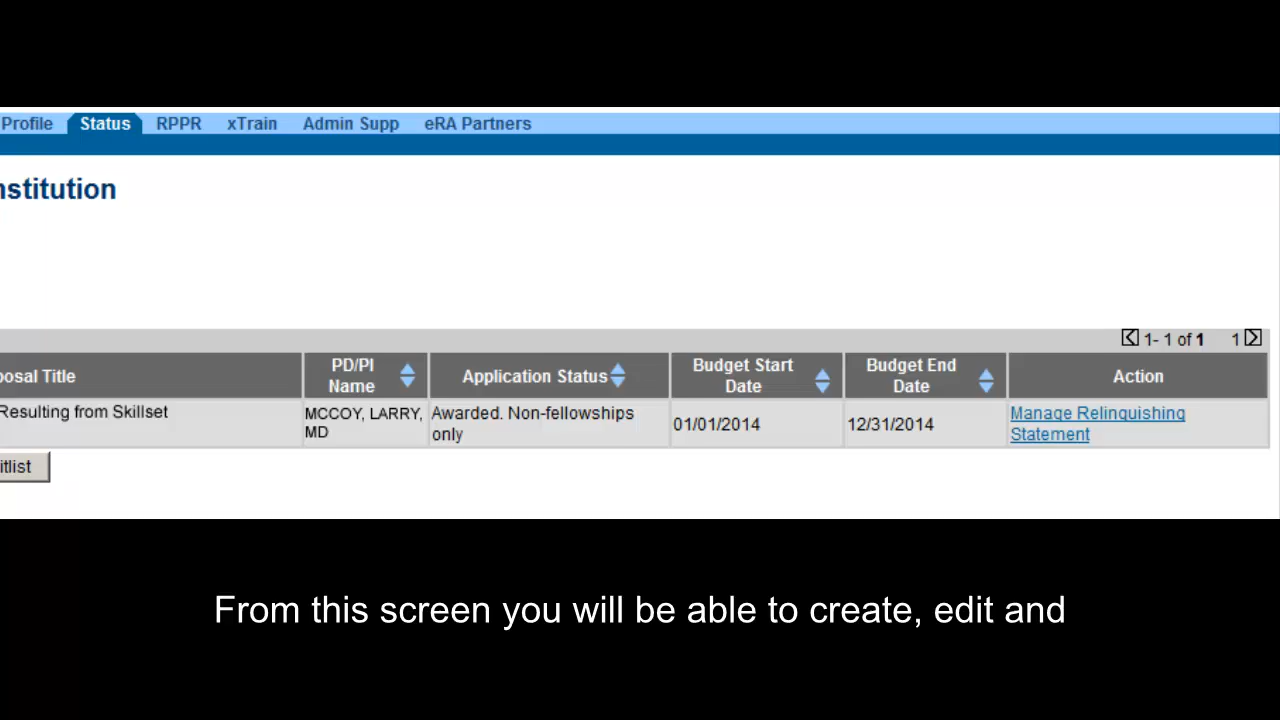 Profile Status RPPR xTrain Admin Supp eRA Partners
nstitution
1- 1 of 1 1
posal Title PD/PI Name Application Status Budget Start Date Budget End Date Action
Resulting from Skillset MCCOY, LARRY, MD Awarded. Non-fellowships only 01/01/2014 12/31/2014 Manage Relinquishing Statement
itlist
From this screen you will be able to create, edit and